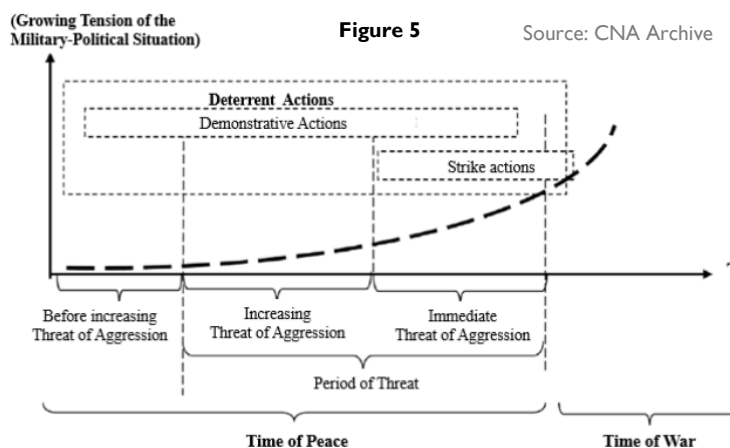 (Growing Tension of the
Military-Political Situation)
Figure 5
Source: CNA Archive
Deterrent Actions
Demonstrative Actions
Strike actions
Before increasing
Threat of Aggression
Increasing
Threat of Aggression
Immediate
Threat of Aggression
Period of Threat
Time of Peace
Time of War